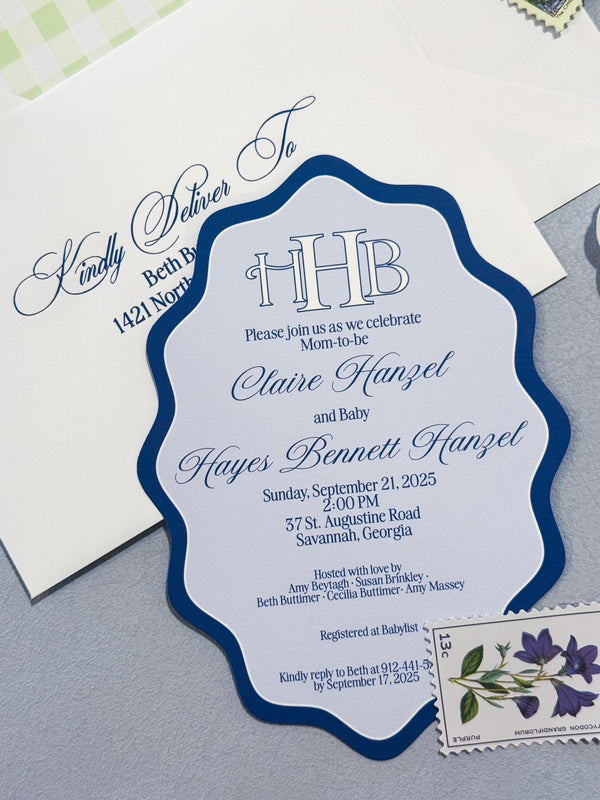 Kindly Deliver To
Beth
1421 North
HHB
Please join us as we celebrate
Mom-to-be
Claire Hanzel
and Baby
Hayes Bennett Hanzel
Sunday, September 21, 2025
2:00 PM
37 St. Augustine Road
Savannah, Georgia
Hosted with love by
Amy Beytagh · Susan Brinkley ·
Beth Buttimer · Cecilia Buttimer · Amy Massey
Registered at Babylist
Kindly reply to Beth at 912-441-5
by September 17, 2025
13c
PURPLE
GRANDIFLORUM